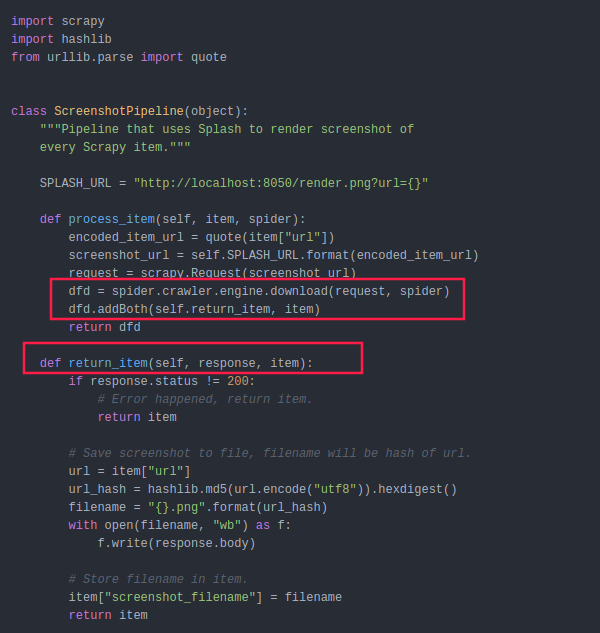 import scrapy
import hashlib
from urllib.parse import quote
class ScreenshotPipeline(object):
    """Pipeline that uses Splash to render screenshot of
    every Scrapy item."""
    SPLASH_URL = "http://localhost:8050/render.png?url={}"
    def process_item(self, item, spider):
        encoded_item_url = quote(item["url"])
        screenshot_url = self.SPLASH_URL.format(encoded_item_url)
        request = scrapy.Request(screenshot_url)
        dfd = spider.crawler.engine.download(request, spider)
        dfd.addBoth(self.return_item, item)
        return dfd
    def return_item(self, response, item):
        if response.status != 200:
            # Error happened, return item.
            return item
        # Save screenshot to file, filename will be hash of url.
        url = item["url"]
        url_hash = hashlib.md5(url.encode("utf8")).hexdigest()
        filename = "{}.png".format(url_hash)
        with open(filename, "wb") as f:
            f.write(response.body)
        # Store filename in item.
        item["screenshot_filename"] = filename
        return item